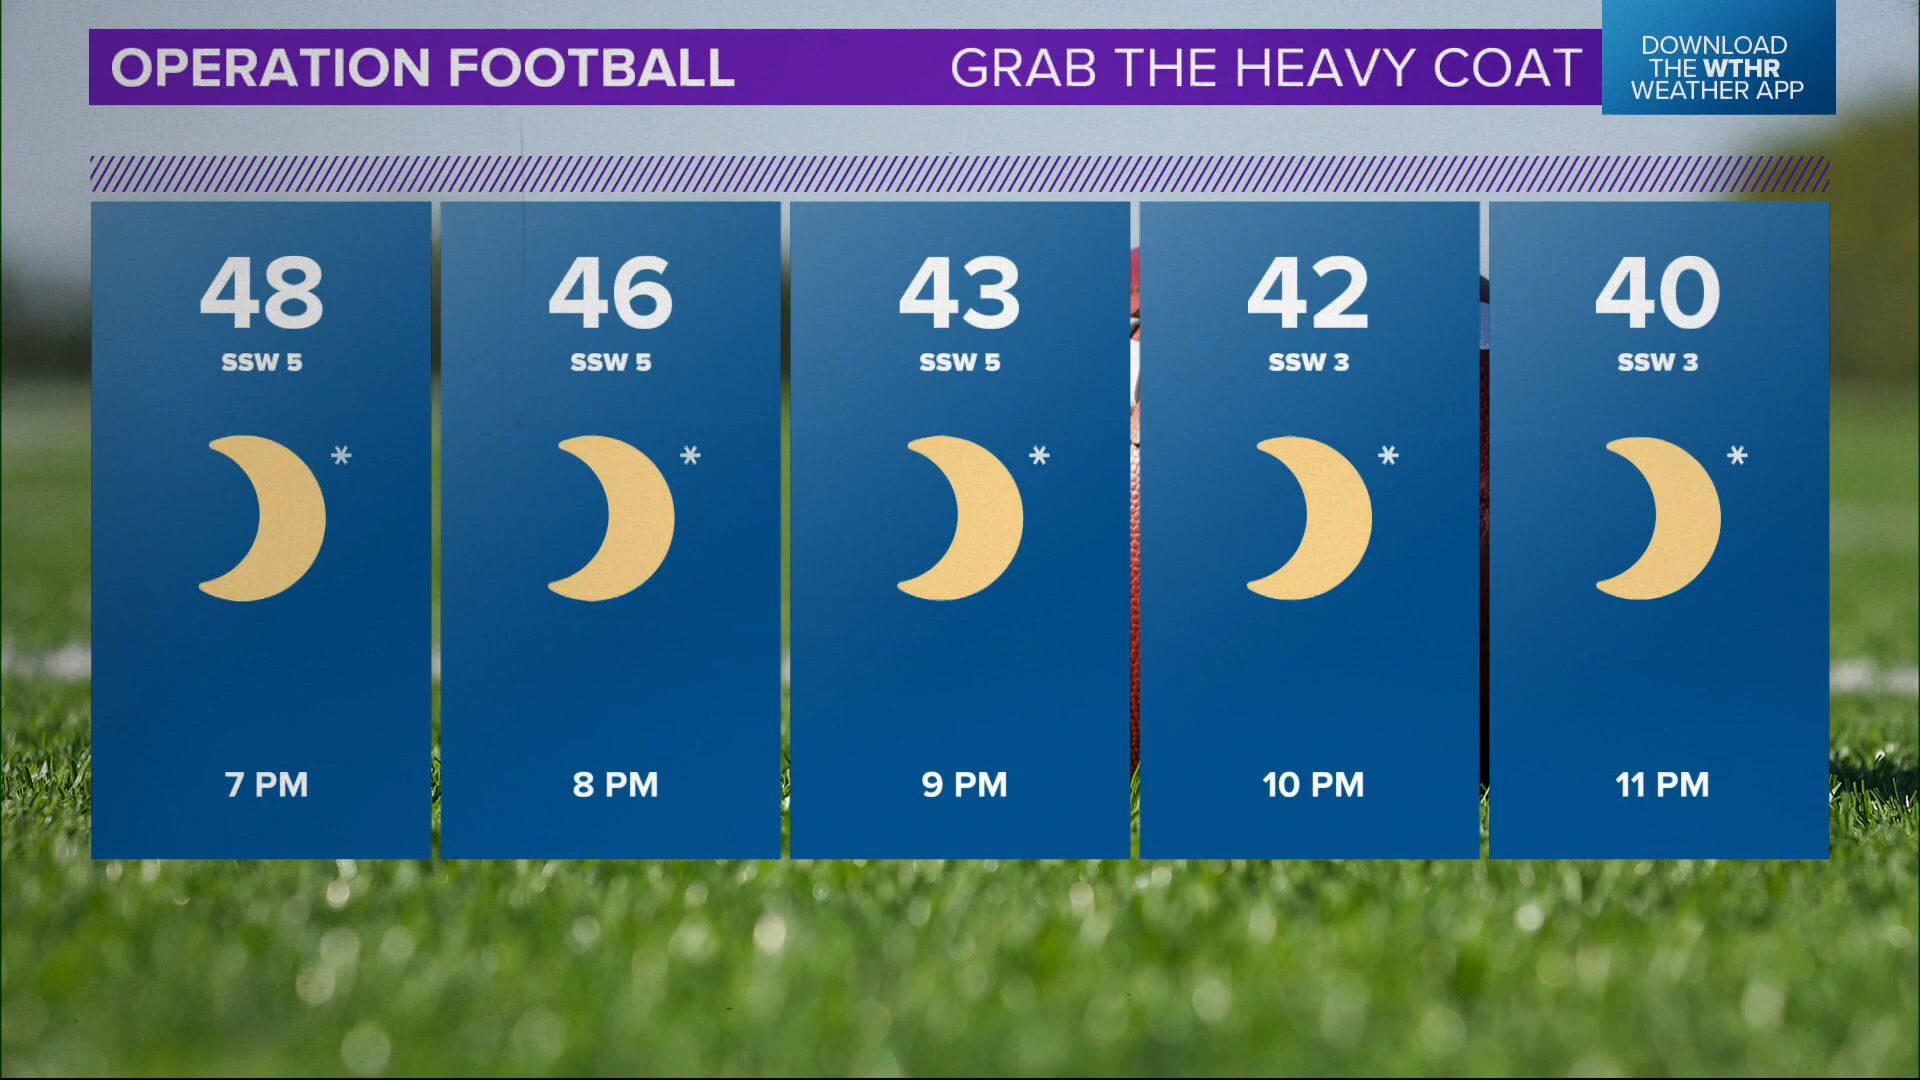 OPERATION FOOTBALL
GRAB THE HEAVY COAT
DOWNLOAD
THE WTHR
WEATHER APP
48
SSW 5
7 PM
46
SSW 5
8 PM
43
SSW 5
9 PM
42
SSW 3
10 PM
40
SSW 3
11 PM